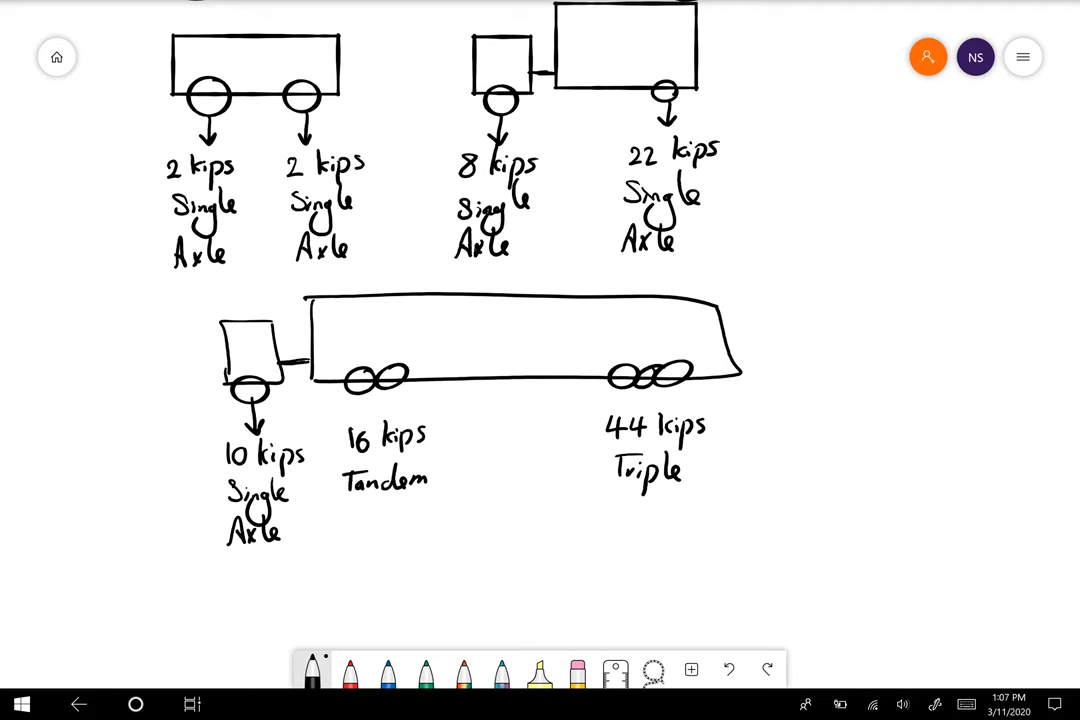 NS
2 kips
Single
Axle
2 kips
Single
Axle
8 kips
Single
Axle
22 kips
Single
Axle
10 kips
Single
Axle
16 kips
Tandem
44 kips
Triple
1:07 PM
3/11/2020